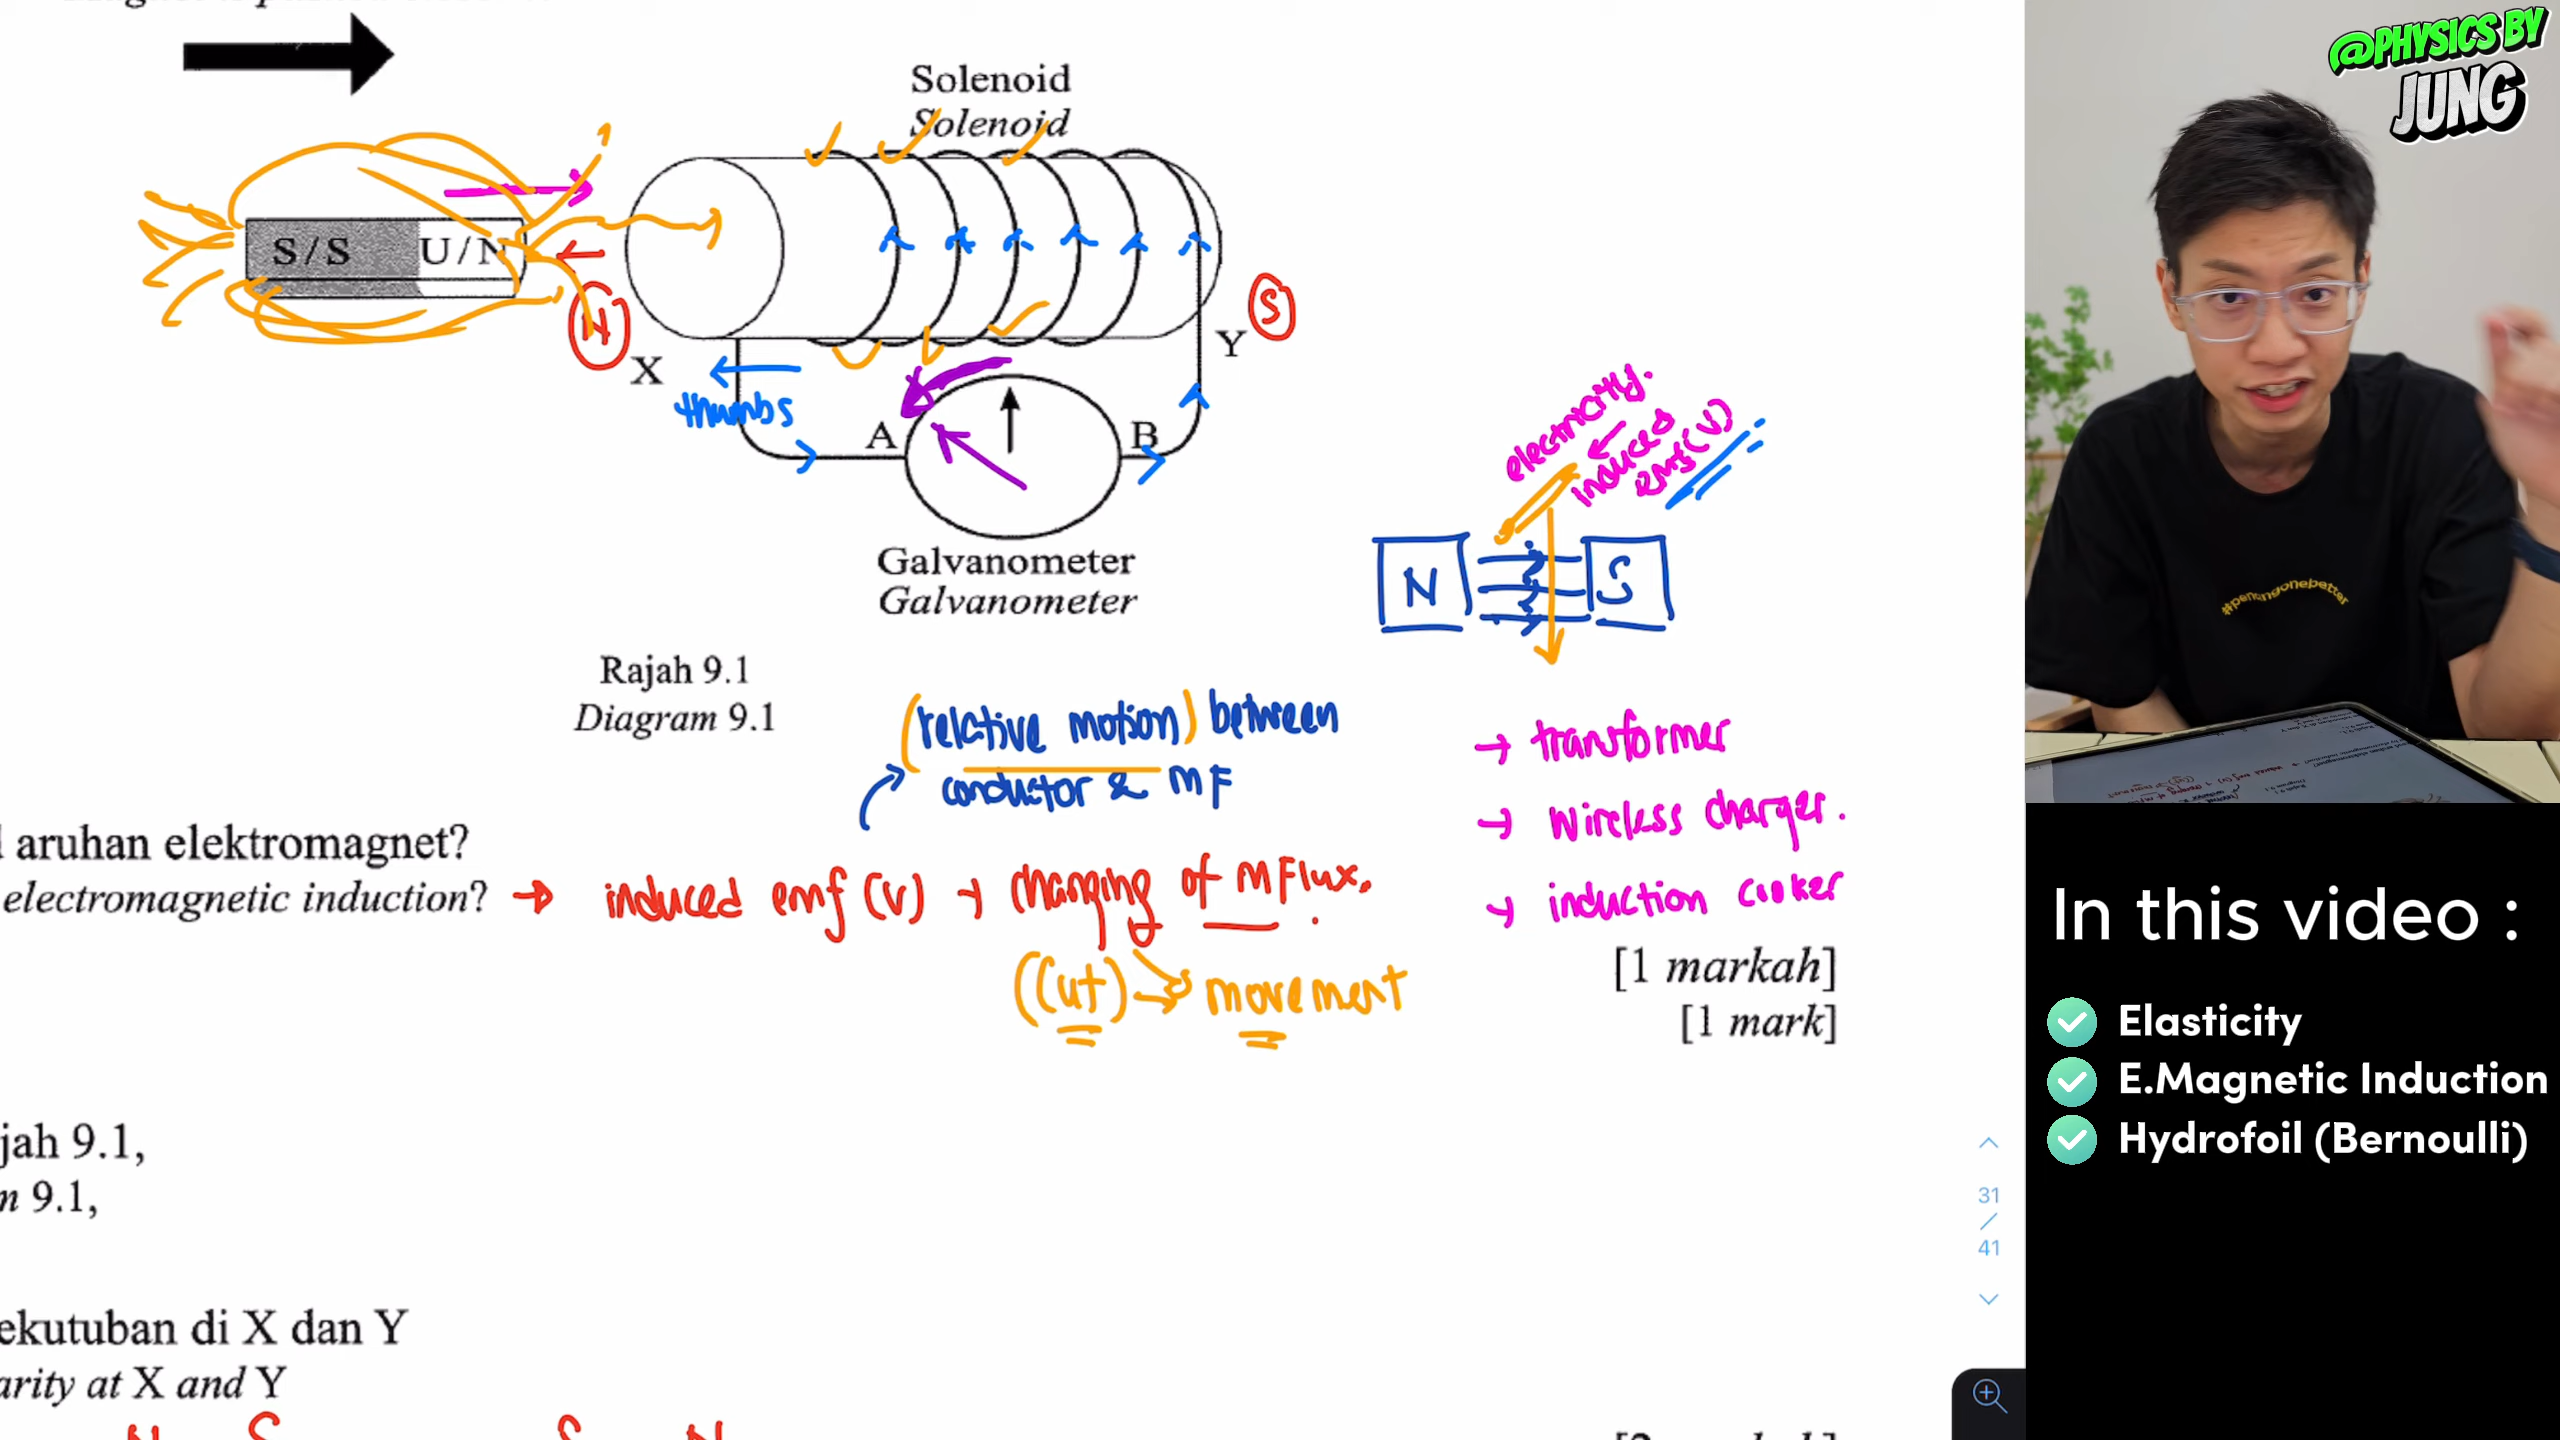 @PHYSICS BY
JUNG
Solenoid
Solenoid
S/S
U/N
N
S
X
Y
thumbs
A
B
electricity.
induced
emf (V)
Galvanometer
Galvanometer
N
S
#penangonebetter
Rajah 9.1
Diagram 9.1
(relative motion) between
conductor & MF
→ transformer
→ Wireless charger.
→ induction cooker
aruhan elektromagnet?
electromagnetic induction? → induced emf (V) → changing of MFlux.
(Cut) → movement
[1 markah]
[1 mark]
jah 9.1,
n 9.1,
31
/
41
ekutuban di X dan Y
arity at X and Y
N S S N
In this video :
Elasticity
E.Magnetic Induction
Hydrofoil (Bernoulli)